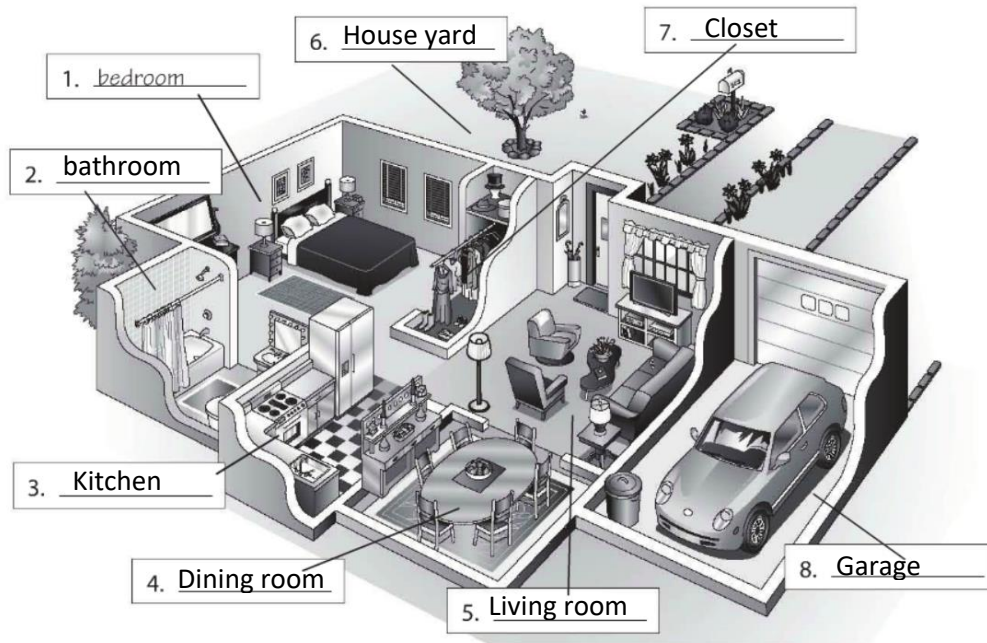 1. bedroom
2. bathroom
3. Kitchen
4. Dining room
5. Living room
6. House yard
7. Closet
8. Garage